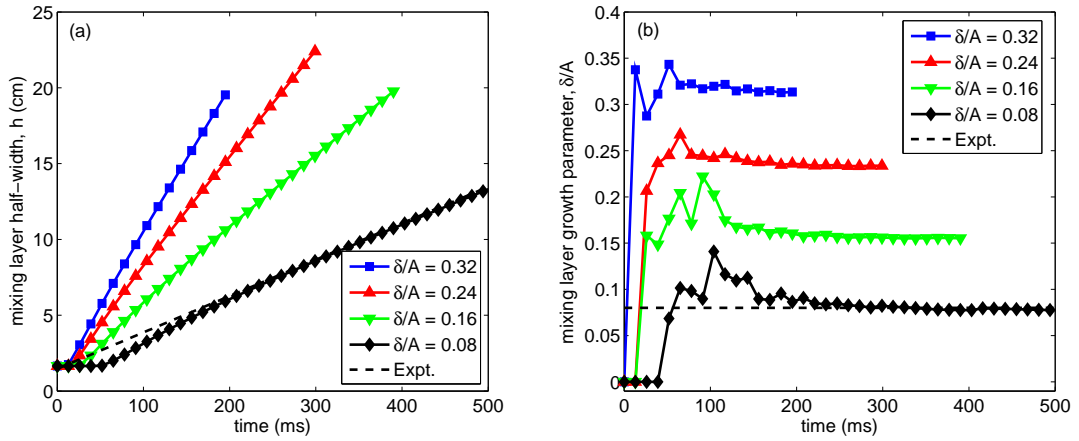 (a)
mixing layer half−width, h (cm)
25
20
15
10
5
0
0 100 200 300 400 500
time (ms)
δ/A = 0.32
δ/A = 0.24
δ/A = 0.16
δ/A = 0.08
Expt.
(b)
mixing layer growth parameter, δ/A
0.4
0.35
0.3
0.25
0.2
0.15
0.1
0.05
0
0 100 200 300 400 500
time (ms)
δ/A = 0.32
δ/A = 0.24
δ/A = 0.16
δ/A = 0.08
Expt.